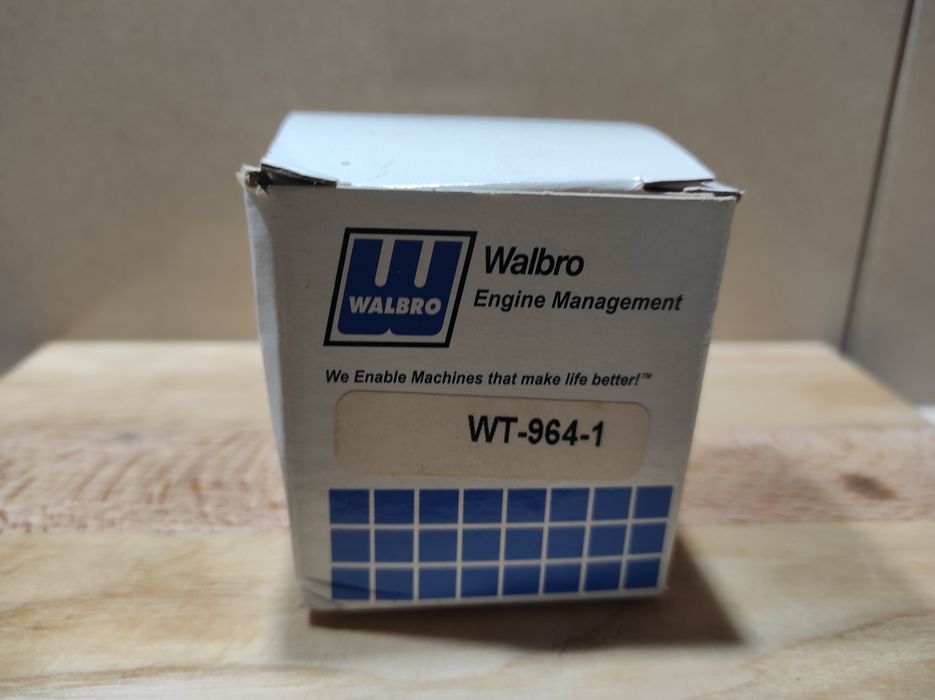 WALBRO
Walbro
Engine Management
We Enable Machines that make life better!™
WT-964-1